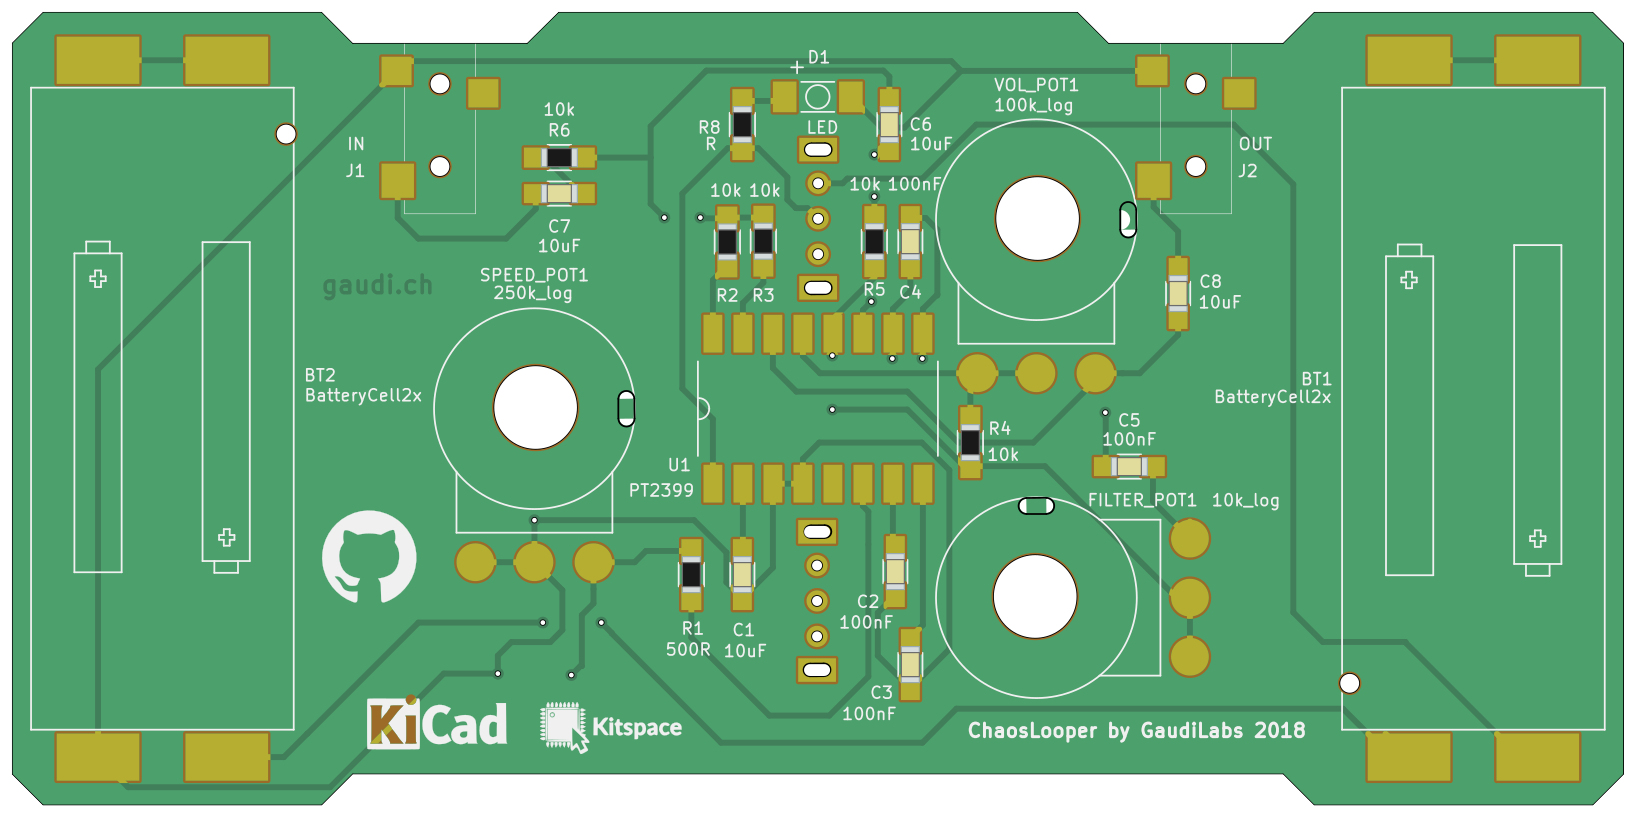 D1
+
VOL_POT1
100k_log
10k
R6
R8
R
LED
C6
10uF
IN
J1
OUT
J2
10k 10k
10k 100nF
C7
10uF
SPEED_POT1
250k_log
gaudi.ch
R2 R3
R5 C4
C8
10uF
BT2
BatteryCell2x
BT1
BatteryCell2x
R4
10k
C5
100nF
U1
PT2399
FILTER_POT1 10k_log
R1
500R
C1
10uF
C2
100nF
C3
100nF
KiCad
Kitspace
ChaosLooper by GaudiLabs 2018